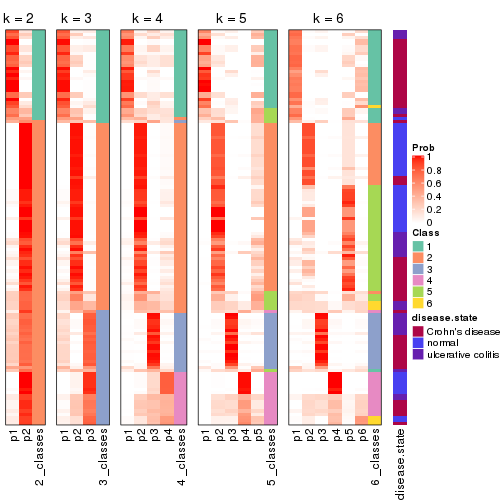 k = 2 k = 3 k = 4 k = 5 k = 6
Prob
1
0.8
0.6
0.4
0.2
0
Class
1
2
3
4
5
6
disease.state
Crohn's disease
normal
ulcerative colitis
p1 p2 2_classes p1 p2 p3 3_classes p1 p2 p3 p4 4_classes p1 p2 p3 p4 p5 5_classes p1 p2 p3 p4 p5 p6 6_classes disease.state